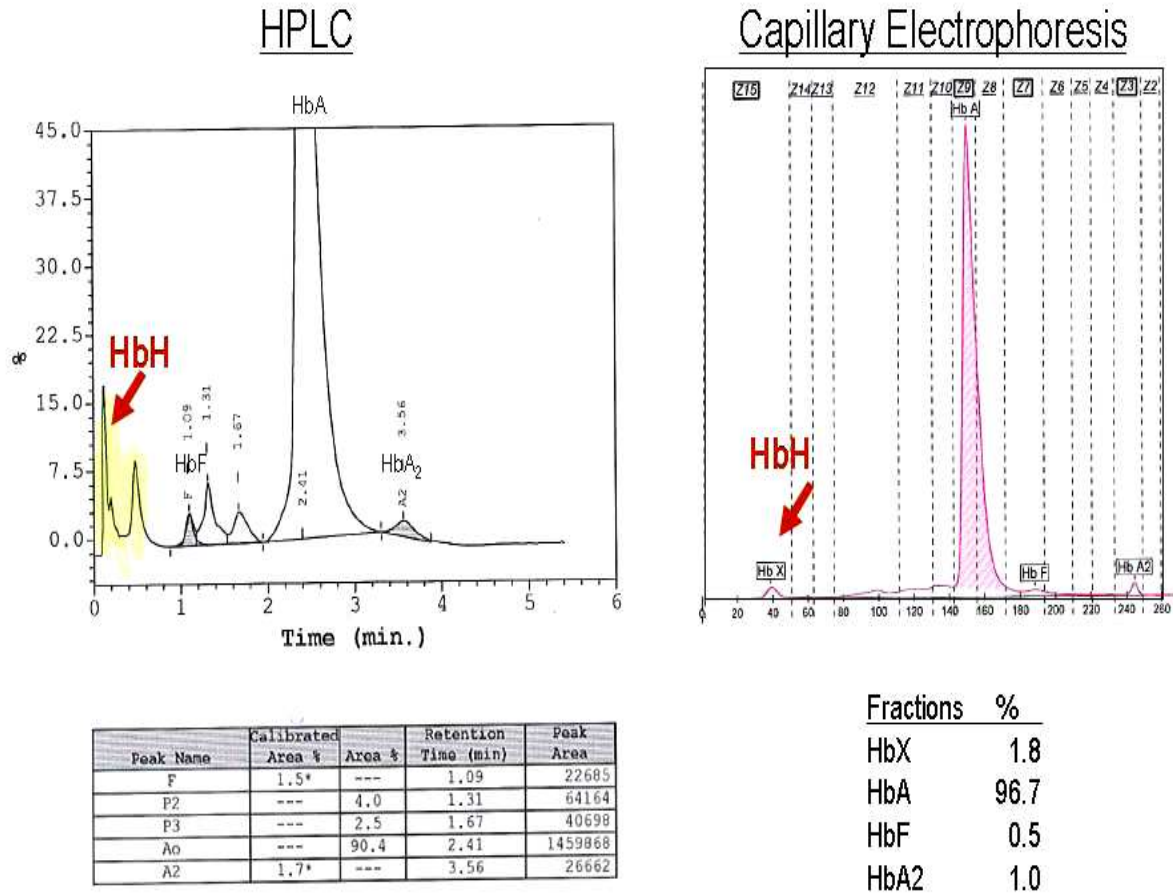 HPLC
HbA
45.0
37.5
30.0
22.5
15.0
7.5
0.0
%
HbH
F
1.09
HbF
1.31
1.67
2.41
A2
3.56
HbA2
0 1 2 3 4 5 6
Time (min.)
Peak Name Calibrated Area % Area % Retention Time (min) Peak Area
F 1.5* --- 1.09 22685
P2 --- 4.0 1.31 64164
P3 --- 2.5 1.67 40698
Ao --- 90.4 2.41 1459868
A2 1.7* --- 3.56 26662
Capillary Electrophoresis
Z15 Z14 Z13 Z12 Z11 Z10 Z9 Z8 Z7 Z6 Z5 Z4 Z3 Z2
Hb A
HbH
Hb X
Hb F
Hb A2
0 20 40 60 80 100 120 140 160 180 200 220 240 260
Fractions %
HbX 1.8
HbA 96.7
HbF 0.5
HbA2 1.0